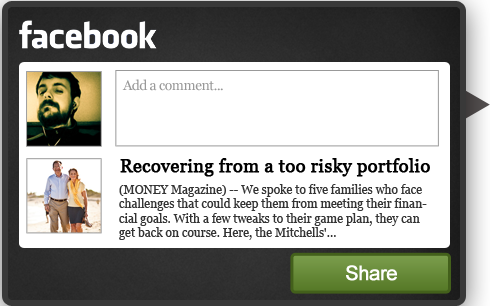 facebook
Add a comment...
Recovering from a too risky portfolio
(MONEY Magazine) -- We spoke to five families who face
challenges that could keep them from meeting their finan-
cial goals. With a few tweaks to their game plan, they can
get back on course. Here, the Mitchells'...
Share